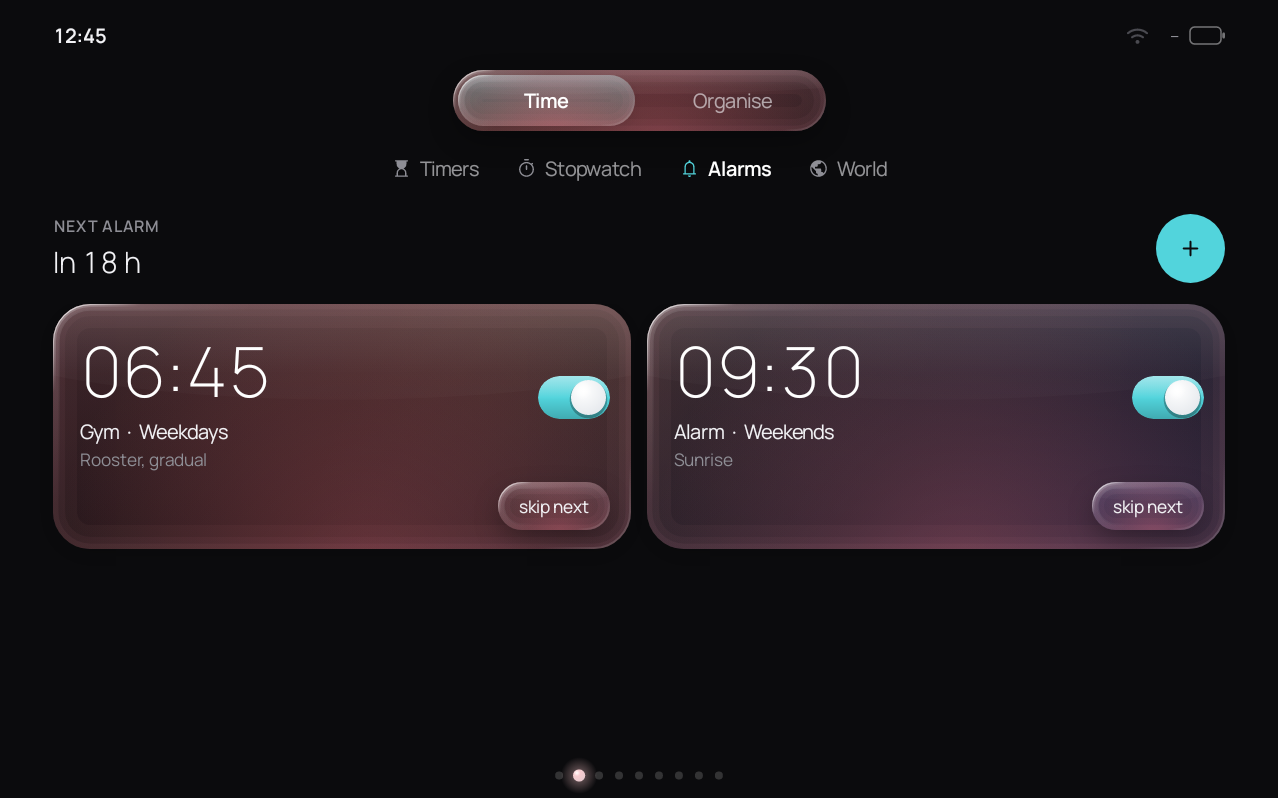 12:45
Time Organise
Timers Stopwatch Alarms World
NEXT ALARM
In 18 h
+
06:45
Gym · Weekdays
Rooster, gradual
skip next
09:30
Alarm · Weekends
Sunrise
skip next